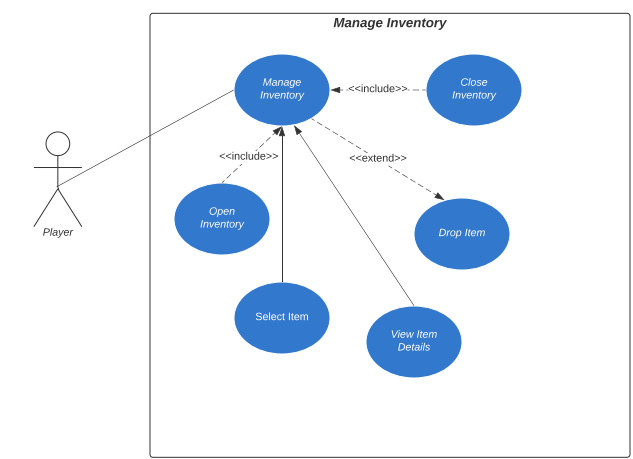 Manage Inventory
Manage
Inventory
<<include>>
Close
Inventory
<<include>>
<<extend>>
Open
Inventory
Drop Item
Player
Select Item
View Item
Details